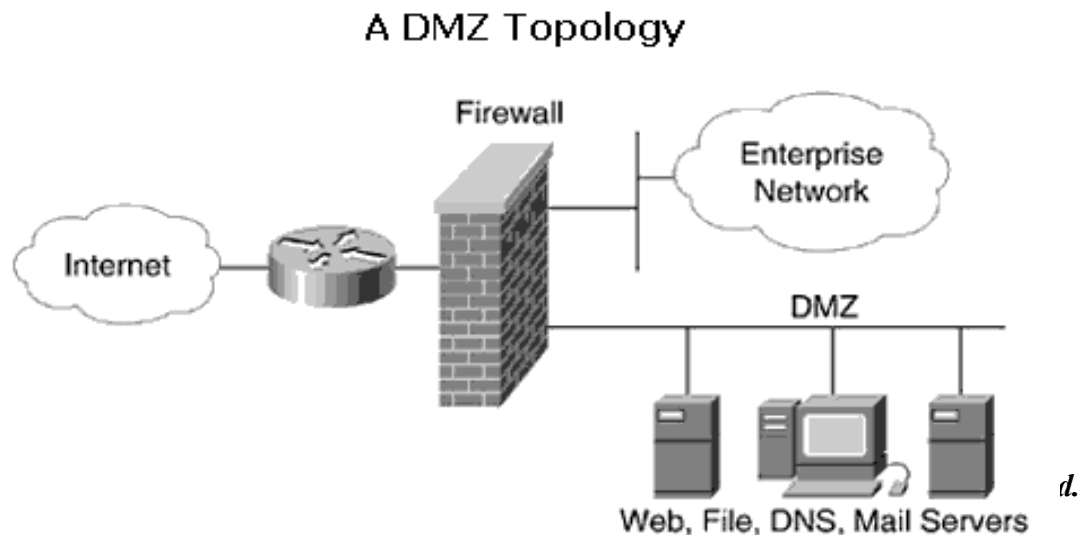 A DMZ Topology
Firewall
Enterprise
Network
Internet
DMZ
d.
Web, File, DNS, Mail Servers